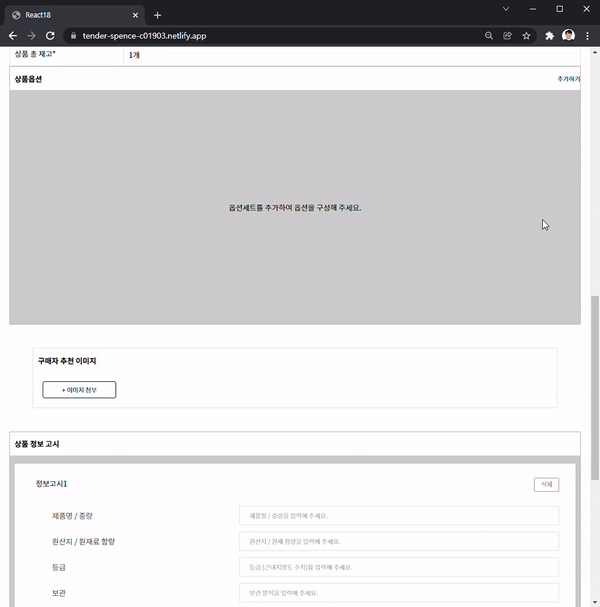 React18
tender-spence-c01903.netlify.app
상품 총 재고* 1개
상품옵션 추가하기
옵션세트를 추가하여 옵션을 구성해 주세요.
구매자 추천 이미지
+ 이미지 첨부
상품 정보 고시
정보고시1 삭제
제품명 / 중량 제품명 / 중량을 입력해 주세요.
원산지 / 원재료 함량 원산지 / 원재 함량을 입력해 주세요.
등급 등급 (근내지방도 수치)를 입력해 주세요.
보관 보관 방식을 입력해 주세요.